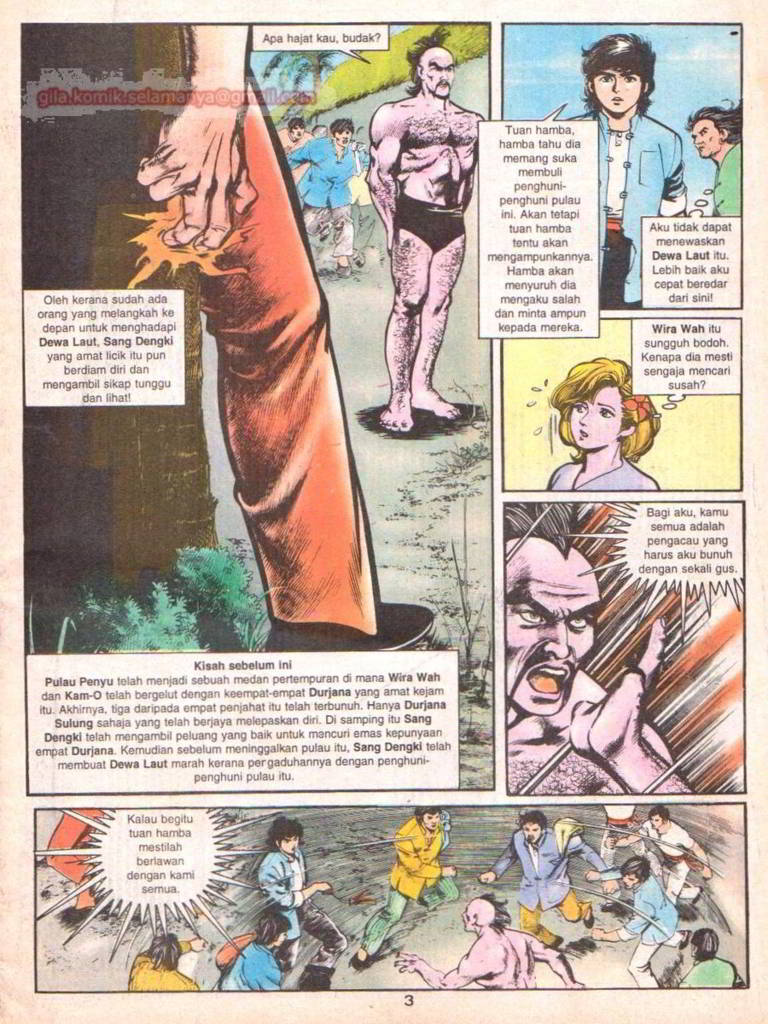 Apa hajat kau, budak?
gila.komik.selamanya@gmail.com
Oleh kerana sudah ada
orang yang melangkah ke
depan untuk menghadapi
Dewa Laut, Sang Dengki
yang amat licik itu pun
berdiam diri dan
mengambil sikap tunggu
dan lihat!
Tuan hamba,
hamba tahu dia
memang suka
membuli
penghuni-
penghuni pulau
ini. Akan tetapi
tuan hamba
tentu akan
mengampunkannya.
Hamba akan
menyuruh dia
mengaku salah
dan minta ampun
kepada mereka.
Aku tidak dapat
menewaskan
Dewa Laut itu.
Lebih baik aku
cepat beredar
dari sini!
Wira Wah itu
sungguh bodoh.
Kenapa dia mesti
sengaja mencari
susah?
Bagi aku, kamu
semua adalah
pengacau yang
harus aku bunuh
dengan sekali gus.
Kisah sebelum ini
Pulau Penyu telah menjadi sebuah medan pertempuran di mana Wira Wah
dan Kam-O telah bergelut dengan keempat-empat Durjana yang amat kejam
itu. Akhirnya, tiga daripada empat penjahat itu telah terbunuh. Hanya Durjana
Sulung sahaja yang telah berjaya melepaskan diri. Di samping itu Sang
Dengki telah mengambil peluang yang baik untuk mancuri emas kepunyaan
empat Durjana. Kemudian sebelum meninggalkan pulau itu, Sang Dengki telah
membuat Dewa Laut marah kerana pergaduhannya dengan penghuni-
penghuni pulau itu.
Kalau begitu
tuan hamba
mestilah
berlawan
dengan kami
semua.
3